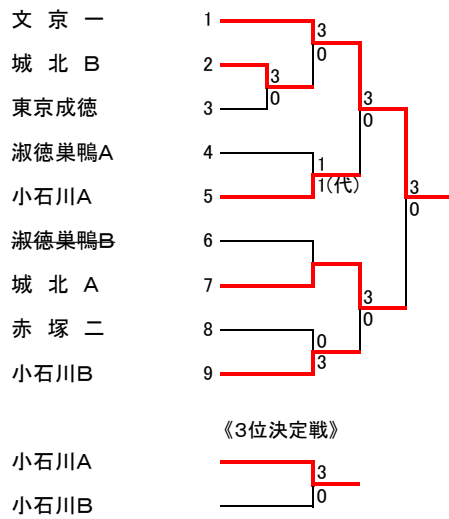 文京一 1
3
0
城北B 2
3
0
東京成徳 3
3
0
淑徳巣鴨A 4
1
1(代)
小石川A 5
3
0
淑徳巣鴨B 6
城北A 7
3
0
赤塚二 8
0
3
小石川B 9
《3位決定戦》
小石川A
3
0
小石川B